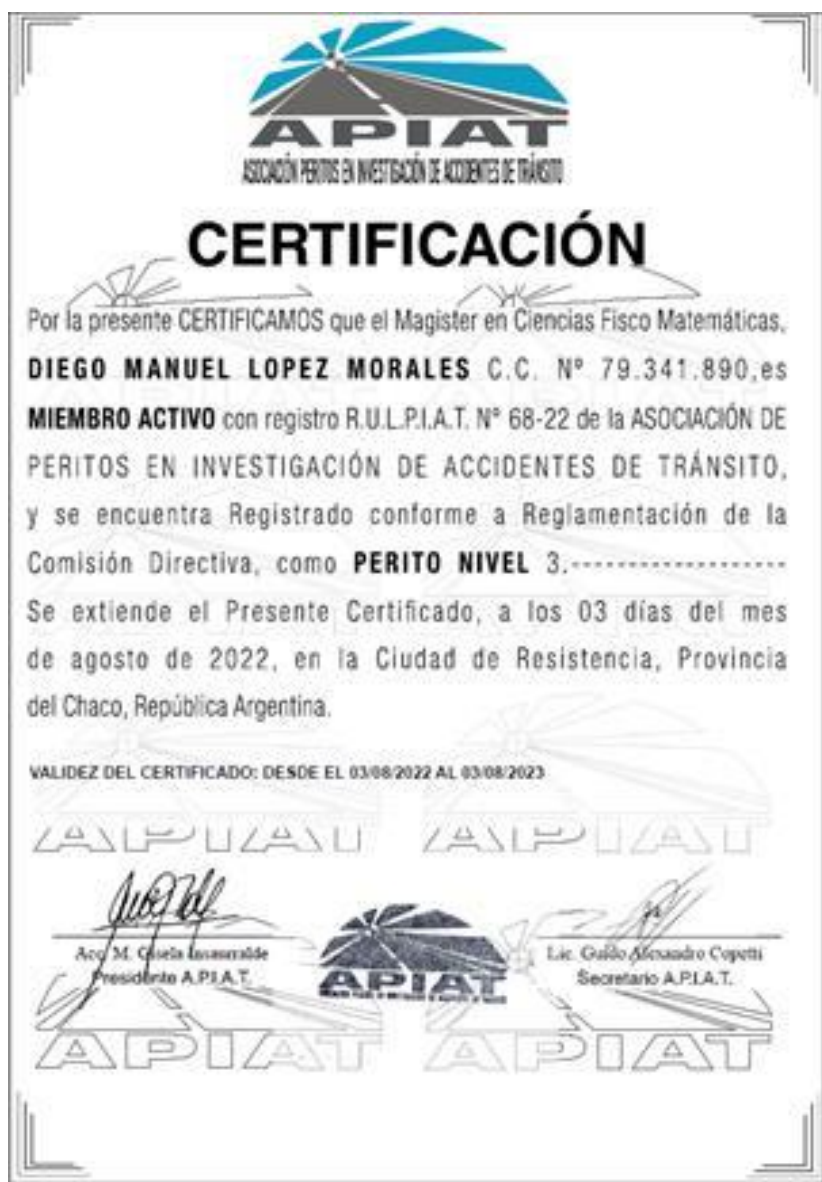 APIAT
ASOCIACIÓN PERITOS EN INVESTIGACIÓN DE ACCIDENTES DE TRÁNSITO
CERTIFICACIÓN
Por la presente CERTIFICAMOS que el Magister en Ciencias Fisco Matemáticas,
DIEGO MANUEL LOPEZ MORALES C.C. Nº 79.341.890,es
MIEMBRO ACTIVO con registro R.U.L.P.I.A.T. Nº 68-22 de la ASOCIACIÓN DE
PERITOS EN INVESTIGACIÓN DE ACCIDENTES DE TRÁNSITO,
y se encuentra Registrado conforme a Reglamentación de la
Comisión Directiva, como PERITO NIVEL 3.-------------------
Se extiende el Presente Certificado, a los 03 días del mes
de agosto de 2022, en la Ciudad de Resistencia, Provincia
del Chaco, República Argentina.
VALIDEZ DEL CERTIFICADO: DESDE EL 03/08/2022 AL 03/08/2023
APIAT APIAT
M. Gisela Insaurralde
Presidente A.P.I.A.T.
APIAT
Lic. Guido Alexandro Copetti
Secretario A.P.I.A.T.
APIAT APIAT